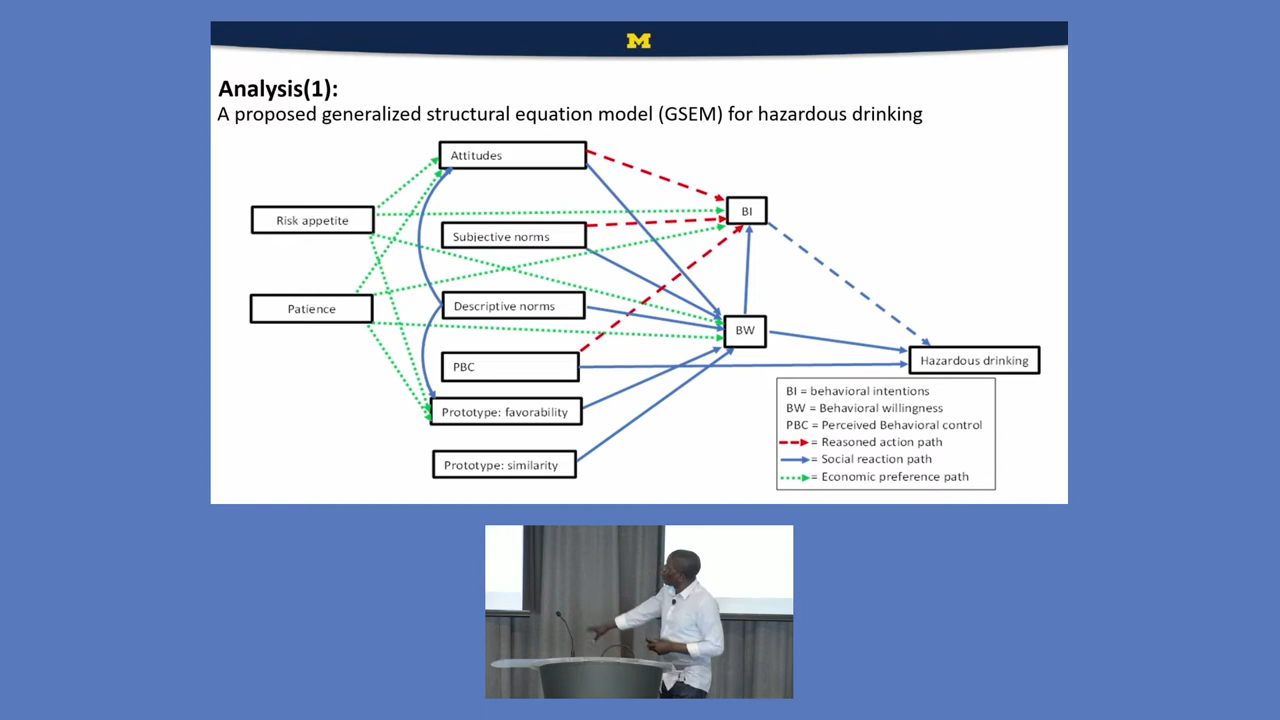 M
Analysis(1):
A proposed generalized structural equation model (GSEM) for hazardous drinking
Attitudes
Risk appetite
BI
Subjective norms
Patience
Descriptive norms
BW
PBC
Hazardous drinking
Prototype: favorability
Prototype: similarity
BI = behavioral intentions
BW = Behavioral willingness
PBC = Perceived Behavioral control
= Reasoned action path
= Social reaction path
= Economic preference path